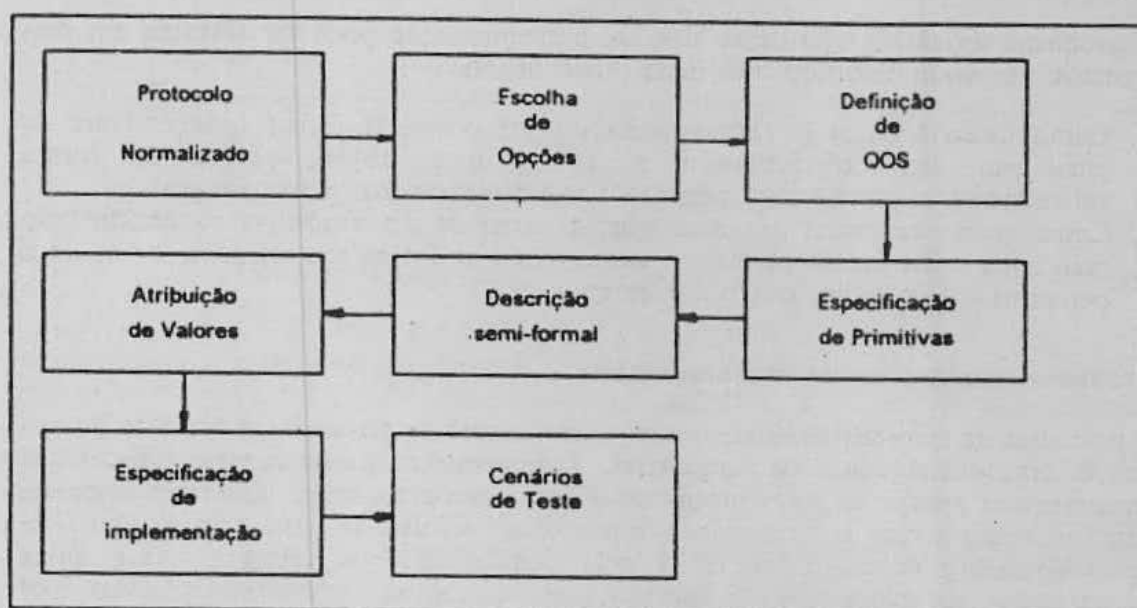 Protocolo
Normalizado
Escolha
de
Opções
Definição
de
OOS
Atribuição
de Valores
Descrição
semi-formal
Especificação
de Primitivas
Especificação
de
implementação
Cenários
de Teste